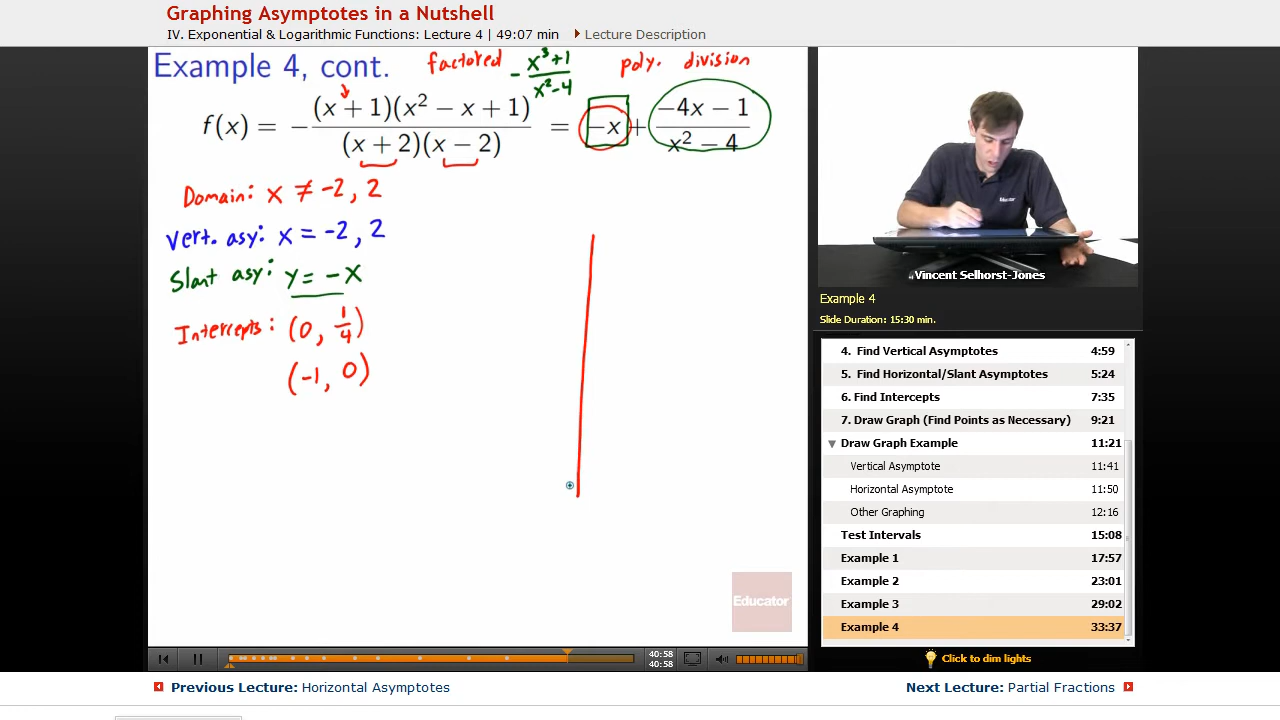 Graphing Asymptotes in a Nutshell
IV. Exponential & Logarithmic Functions: Lecture 4 | 49:07 min
Lecture Description
Example 4, cont.
factored
- x³+1 / x²-4
poly. division
f(x) = − (x + 1)(x² − x + 1) / (x + 2)(x − 2) = −x + −4x − 1 / x² − 4
Domain: x ≠ -2, 2
Vert. asy: x = -2, 2
Slant asy: y = -x
Intercepts: (0, 1/4)
(-1, 0)
Educator
Educator
Vincent Selhorst-Jones
Example 4
Slide Duration: 15:30 min.
4. Find Vertical Asymptotes 4:59
5. Find Horizontal/Slant Asymptotes 5:24
6. Find Intercepts 7:35
7. Draw Graph (Find Points as Necessary) 9:21
Draw Graph Example 11:21
Vertical Asymptote 11:41
Horizontal Asymptote 11:50
Other Graphing 12:16
Test Intervals 15:08
Example 1 17:57
Example 2 23:01
Example 3 29:02
Example 4 33:37
40:58
40:58
Click to dim lights
Previous Lecture: Horizontal Asymptotes
Next Lecture: Partial Fractions